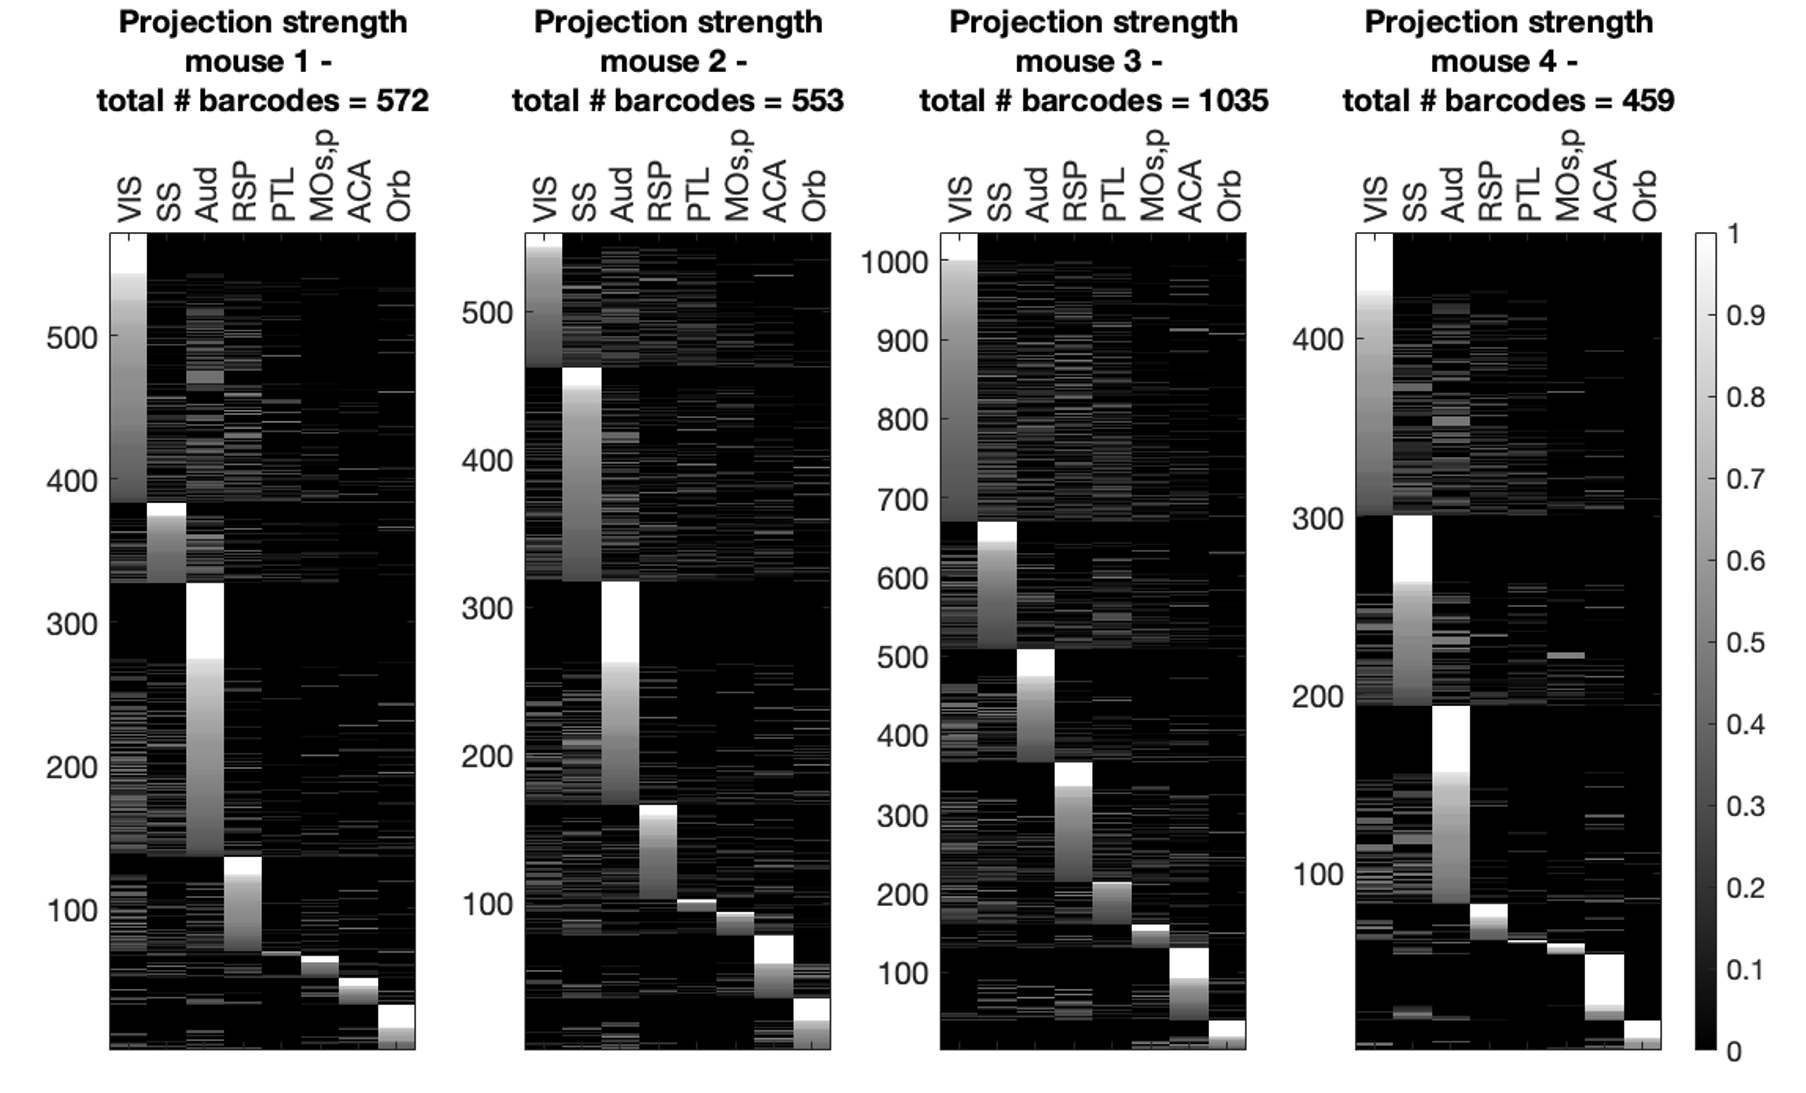 Projection strength
mouse 1 -
total # barcodes = 572
VIS
SS
Aud
RSP
PTL
MOs,p
ACA
Orb
500
400
300
200
100
Projection strength
mouse 2 -
total # barcodes = 553
VIS
SS
Aud
RSP
PTL
MOs,p
ACA
Orb
500
400
300
200
100
Projection strength
mouse 3 -
total # barcodes = 1035
VIS
SS
Aud
RSP
PTL
MOs,p
ACA
Orb
1000
900
800
700
600
500
400
300
200
100
Projection strength
mouse 4 -
total # barcodes = 459
VIS
SS
Aud
RSP
PTL
MOs,p
ACA
Orb
400
300
200
100
1
0.9
0.8
0.7
0.6
0.5
0.4
0.3
0.2
0.1
0